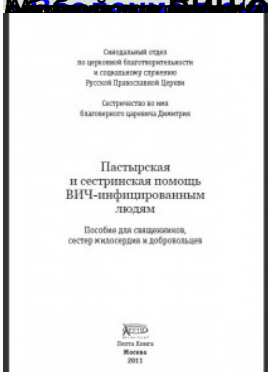 Синодальный отдел
по церковной благотворительности
и социальному служению
Русской Православной Церкви
Сестричество во имя
благоверного царевича Димитрия
Пастырская
и сестринская помощь
ВИЧ-инфицированным
людям
Пособие для священников,
сестер милосердия и добровольцев
Лепта Книга
Москва
2011